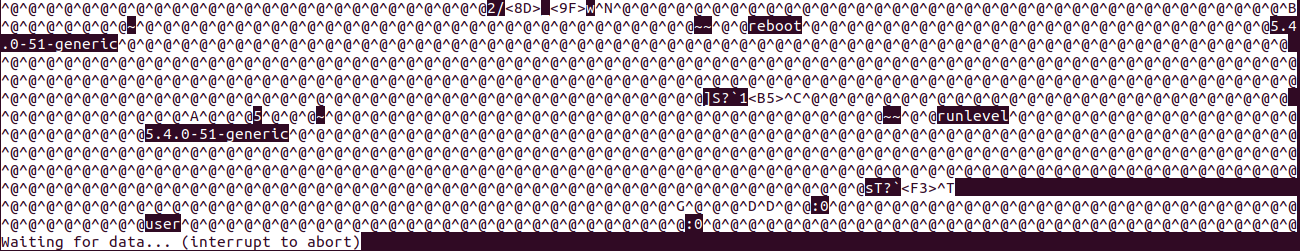 ^@^@^@^@^@^@^@^@^@^@^@^@^@^@^@^@^@^@^@^@^@^@^@^@^@^@^@2/<8D> <9F>W^N^@^@^@^@^@^@^@^@^@^@^@^@^@^@^@^@^@^@^@^@^@^@^@^@^@^@^@^@^@^@^@^@^@^@^@^@^@^B
^@^@^@^@^@^@^@~^@^@^@^@^@^@^@^@^@^@^@^@^@^@^@^@^@^@^@^@^@^@^@^@^@^@^@^@^@^@^@~~^@^@reboot^@^@^@^@^@^@^@^@^@^@^@^@^@^@^@^@^@^@^@^@^@^@^@^@^@^@5.4
.0-51-generic^@^@^@^@^@^@^@^@^@^@^@^@^@^@^@^@^@^@^@^@^@^@^@^@^@^@^@^@^@^@^@^@^@^@^@^@^@^@^@^@^@^@^@^@^@^@^@^@^@^@^@^@^@^@^@^@^@^@^@^@^@^@^@^@^@
^@^@^@^@^@^@^@^@^@^@^@^@^@^@^@^@^@^@^@^@^@^@^@^@^@^@^@^@^@^@^@^@^@^@^@^@^@^@^@^@^@^@^@^@^@^@^@^@^@^@^@^@^@^@^@^@^@^@^@^@^@^@^@^@^@^@^@^@^@^@^@^@
^@^@^@^@^@^@^@^@^@^@^@^@^@^@^@^@^@^@^@^@^@^@^@^@^@^@^@^@^@^@^@^@^@^@^@^@^@^@^@^@^@^@^@^@^@^@^@^@^@^@^@^@^@^@^@^@^@^@^@^@^@^@^@^@^@^@^@^@^@^@^@^@
^@^@^@^@^@^@^@^@^@^@^@^@^@^@^@^@^@^@^@^@^@^@^@^@^@^@^@^@^@^@^@^@^@^@^@^@^@^@^@]S?`1<B5>^C^@^@^@^@^@^@^@^@^@^@^@^@^@^@^@^@^@^@^@^@^@^@^@^@^@^@^@
^@^@^@^@^@^@^@^@^@^@^A^@^@^@5^@^@^@~^@^@^@^@^@^@^@^@^@^@^@^@^@^@^@^@^@^@^@^@^@^@^@^@^@^@^@^@^@^@^@~~^@^@runlevel^@^@^@^@^@^@^@^@^@^@^@^@^@^@^@^@
^@^@^@^@^@^@^@^@5.4.0-51-generic^@^@^@^@^@^@^@^@^@^@^@^@^@^@^@^@^@^@^@^@^@^@^@^@^@^@^@^@^@^@^@^@^@^@^@^@^@^@^@^@^@^@^@^@^@^@^@^@^@^@^@^@^@^@^@^@
^@^@^@^@^@^@^@^@^@^@^@^@^@^@^@^@^@^@^@^@^@^@^@^@^@^@^@^@^@^@^@^@^@^@^@^@^@^@^@^@^@^@^@^@^@^@^@^@^@^@^@^@^@^@^@^@^@^@^@^@^@^@^@^@^@^@^@^@^@^@^@^@
^@^@^@^@^@^@^@^@^@^@^@^@^@^@^@^@^@^@^@^@^@^@^@^@^@^@^@^@^@^@^@^@^@^@^@^@^@^@^@^@^@^@^@^@^@^@^@^@^@^@^@^@^@^@^@^@^@^@^@^@^@^@^@^@^@^@^@^@^@^@^@^@
^@^@^@^@^@^@^@^@^@^@^@^@^@^@^@^@^@^@^@^@^@^@^@^@^@^@^@^@^@^@^@^@^@^@^@^@^@^@^@^@^@^@^@^@^@^@^@^@sT?`<F3>^T
^@^@^@^@^@^@^@^@^@^@^@^@^@^@^@^@^@^@^@^@^@^@^@^@^@^@^@^@^@^@^@^@^@^@^@^@^@^G^@^@^@^D^D^@^@:0^@^@^@^@^@^@^@^@^@^@^@^@^@^@^@^@^@^@^@^@^@^@^@^@^@^@
^@^@^@^@^@^@^@^@user^@^@^@^@^@^@^@^@^@^@^@^@^@^@^@^@^@^@^@^@^@^@^@^@^@^@^@^@:0^@^@^@^@^@^@^@^@^@^@^@^@^@^@^@^@^@^@^@^@^@^@^@^@^@^@^@^@^@^@^@^@^@
Waiting for data... (interrupt to abort)